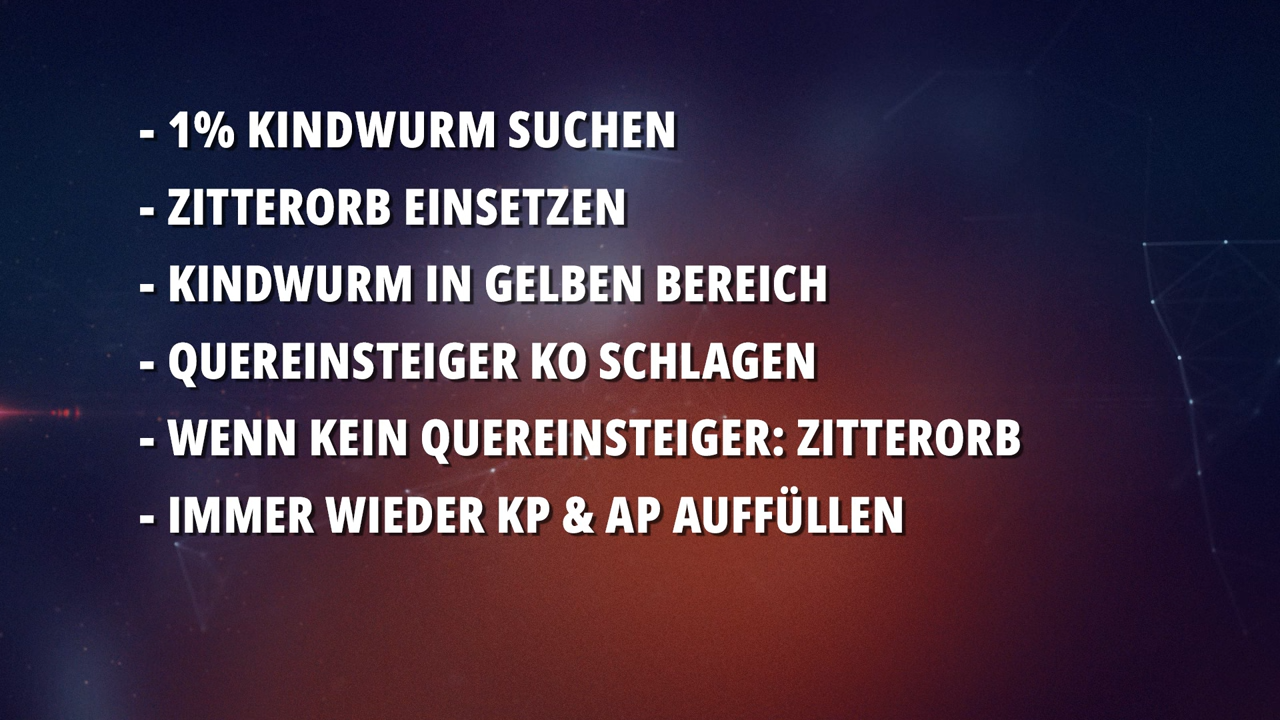 - 1% KINDWURM SUCHEN
- ZITTERORB EINSETZEN
- KINDWURM IN GELBEN BEREICH
- QUEREINSTEIGER KO SCHLAGEN
- WENN KEIN QUEREINSTEIGER: ZITTERORB
- IMMER WIEDER KP & AP AUFFÜLLEN